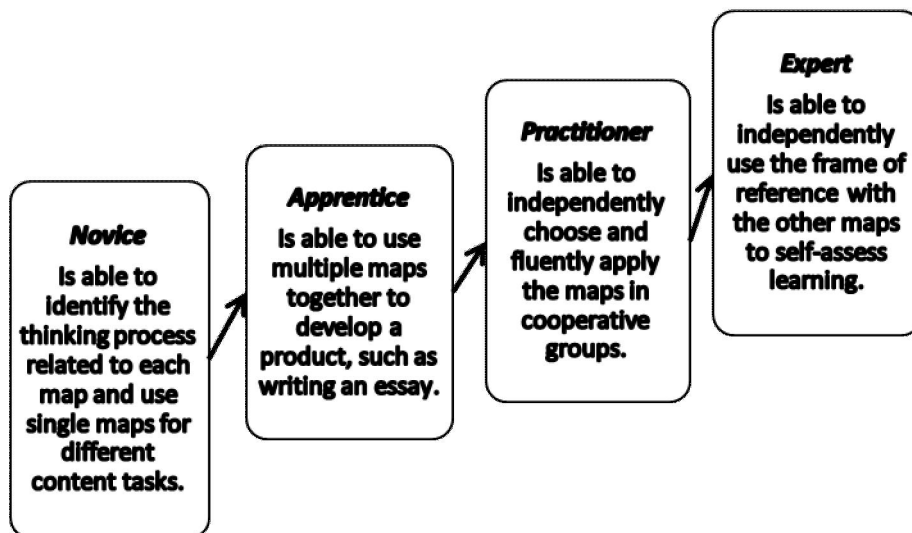 Novice
Is able to
identify the
thinking process
related to each
map and use
single maps for
different
content tasks.
Apprentice
Is able to use
multiple maps
together to
develop a
product, such as
writing an essay.
Practitioner
Is able to
independently
choose and
fluently apply
the maps in
cooperative
groups.
Expert
Is able to
independently
use the frame of
reference with
the other maps
to self-assess
learning.